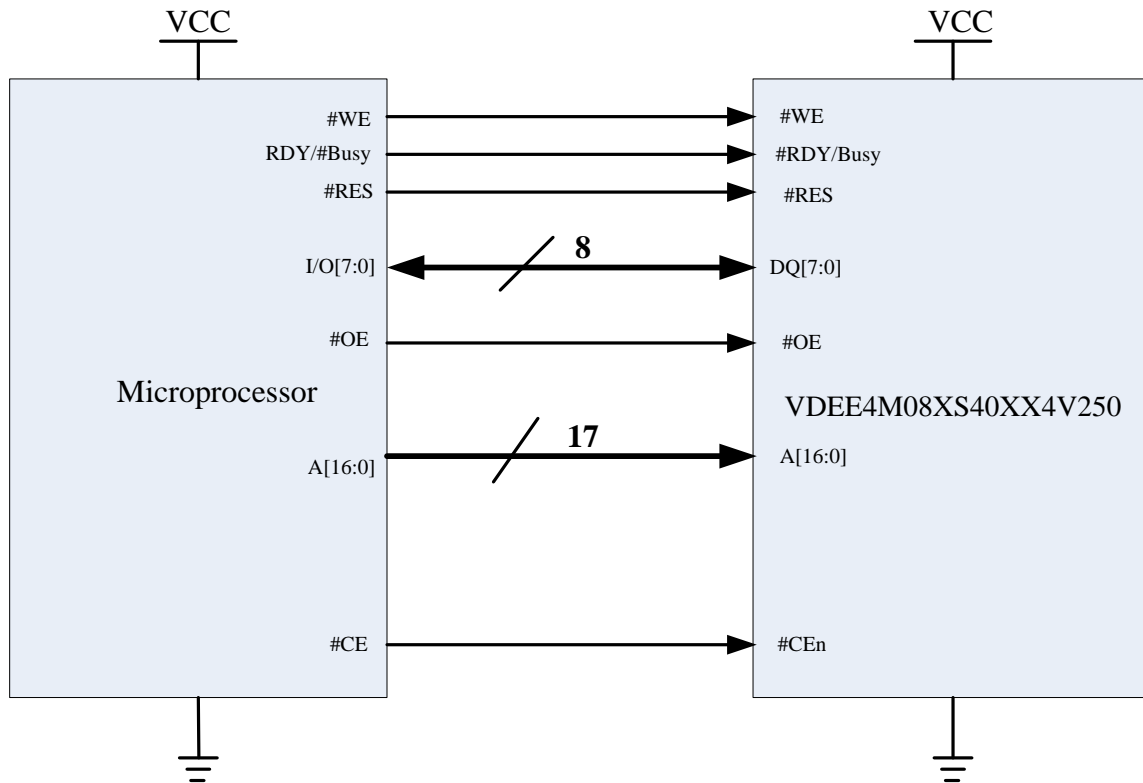 VCC
VCC
#WE
#WE
RDY/#Busy
#RDY/Busy
#RES
#RES
8
I/O[7:0]
DQ[7:0]
#OE
#OE
Microprocessor
VDEE4M08XS40XX4V250
17
A[16:0]
A[16:0]
#CE
#CEn